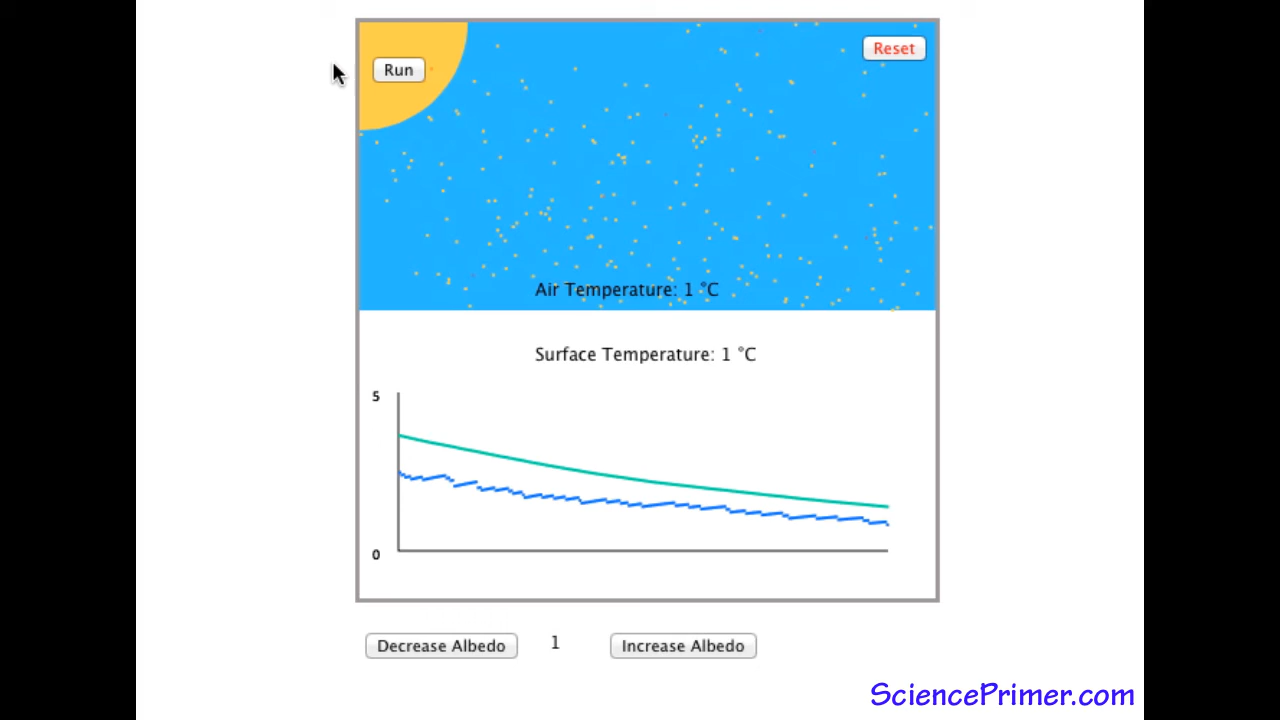 Run
Reset
Air Temperature: 1 °C
Surface Temperature: 1 °C
5
0
Decrease Albedo 1 Increase Albedo
SciencePrimer.com